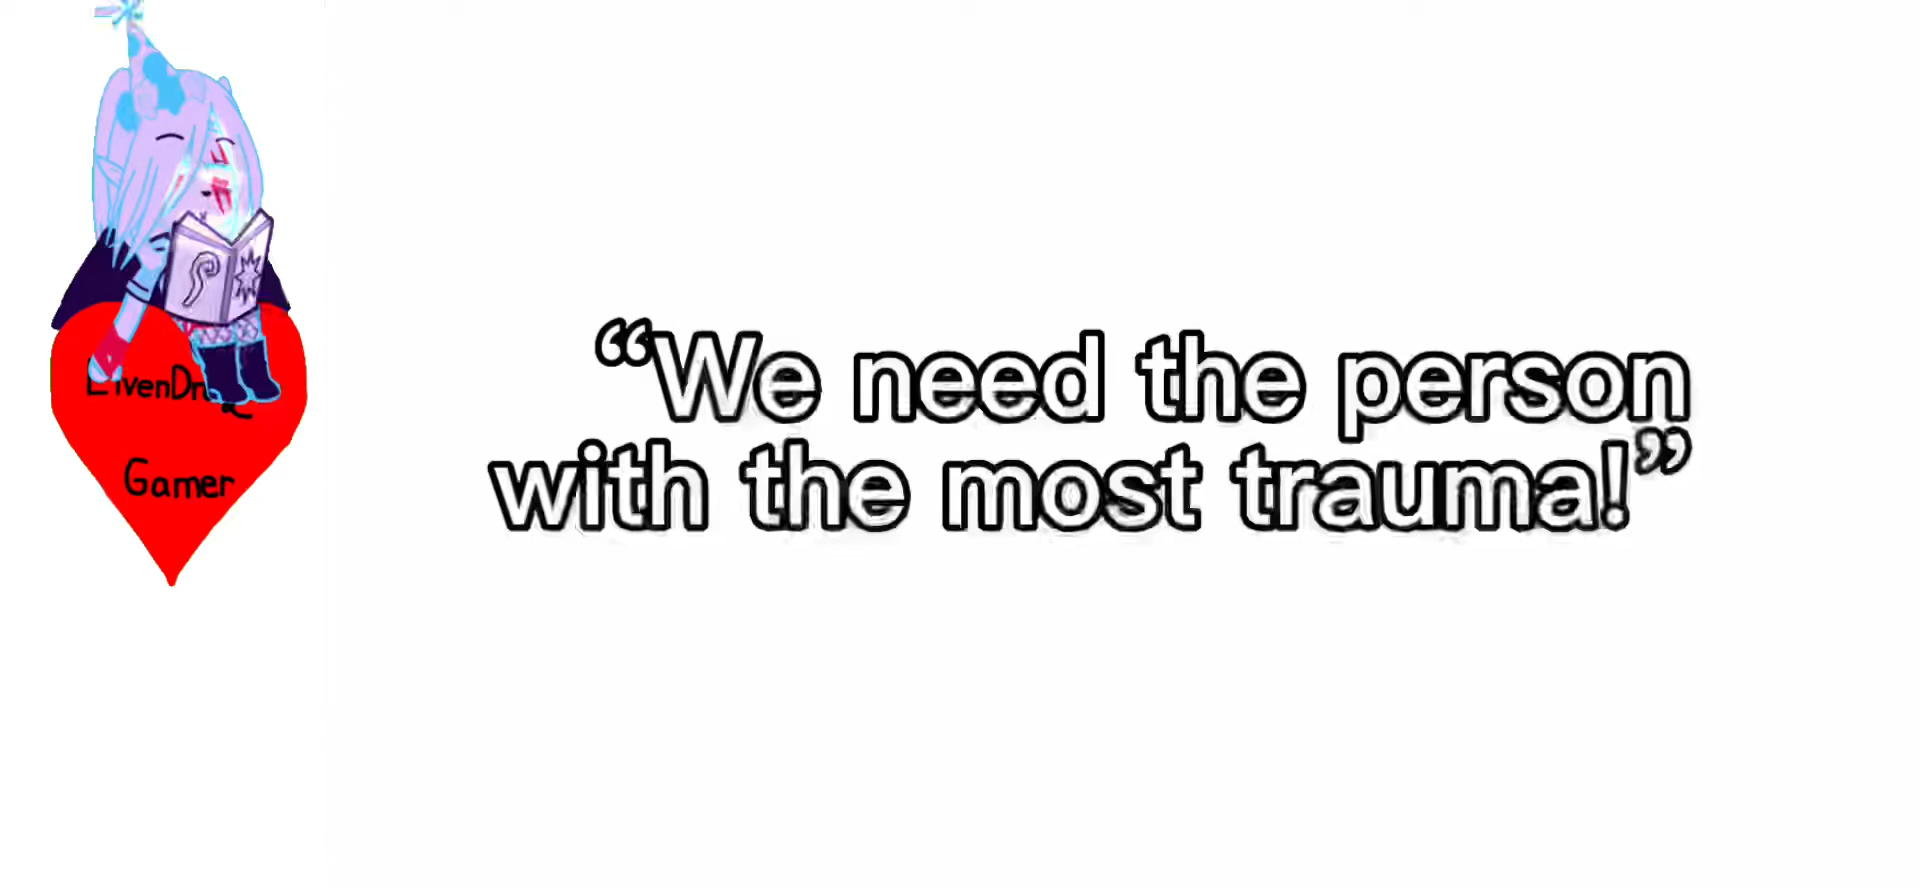 “We need the person
with the most trauma!”
Gamer